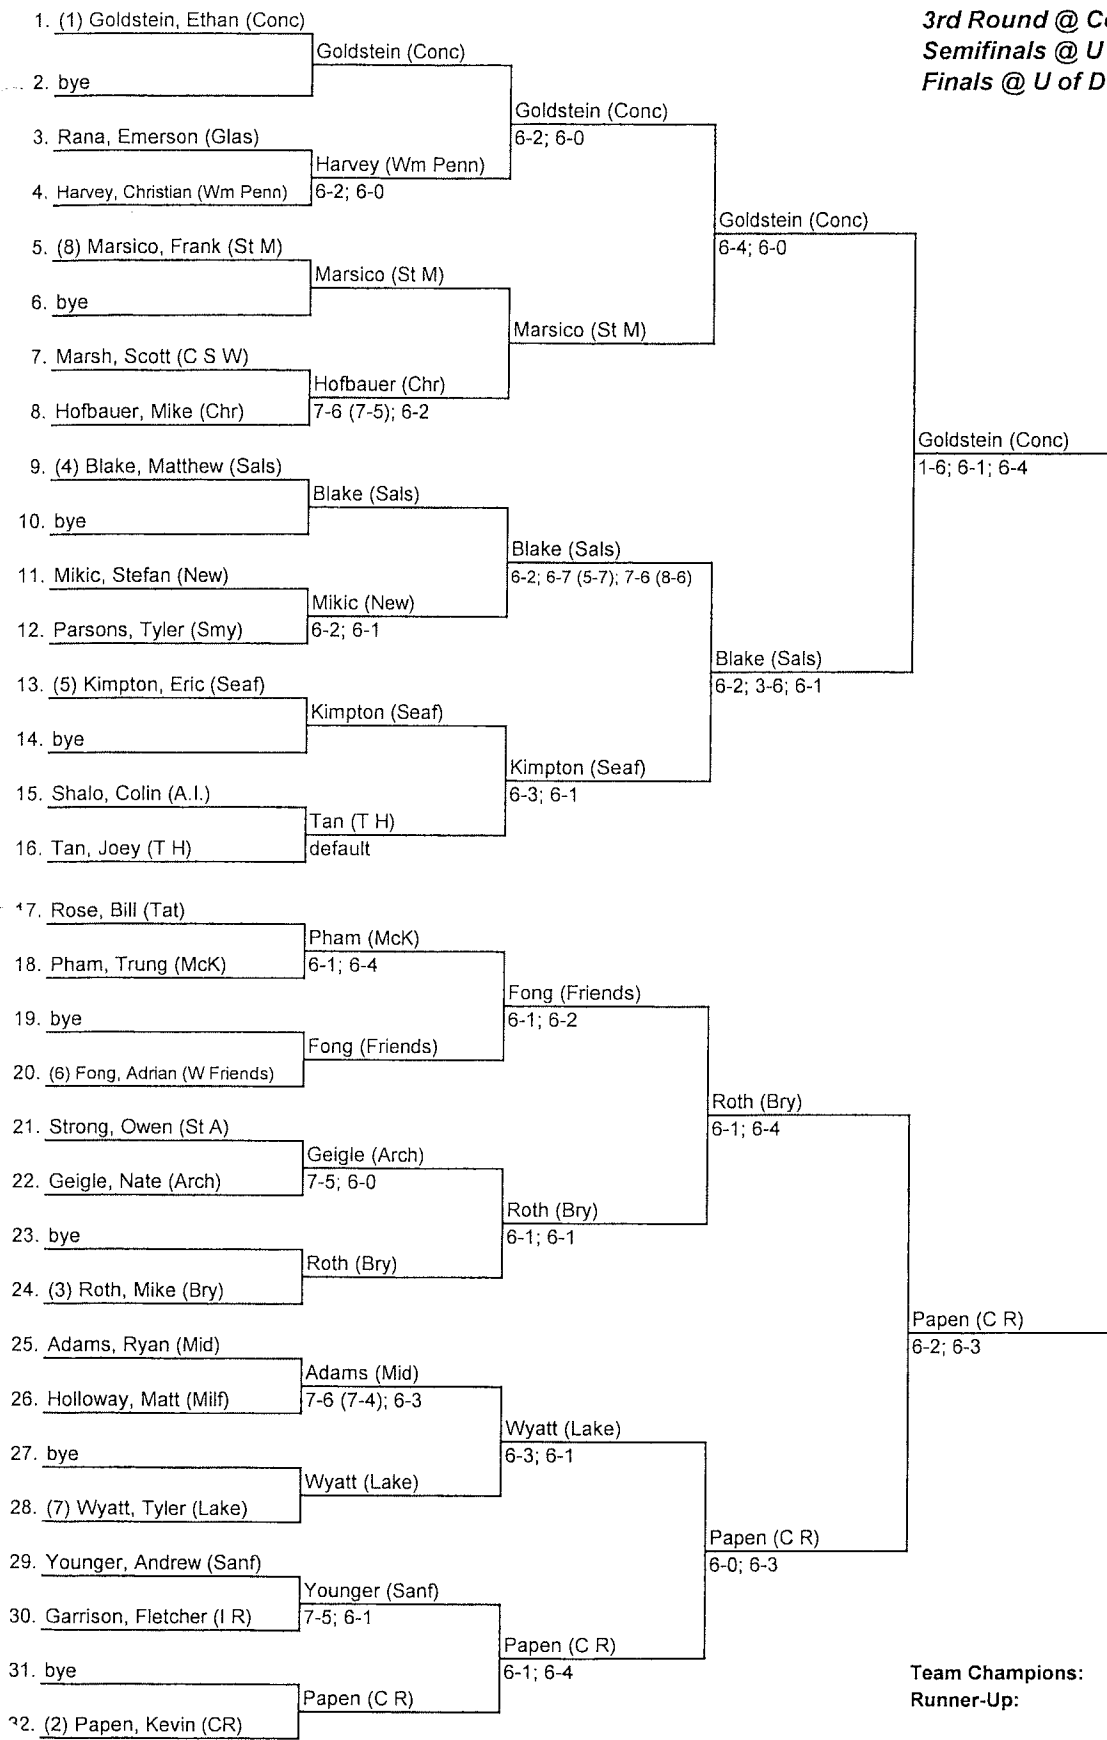 1. (1) Goldstein, Ethan (Conc)
2. bye
3. Rana, Emerson (Glas)
4. Harvey, Christian (Wm Penn)
5. (8) Marsico, Frank (St M)
6. bye
7. Marsh, Scott (C S W)
8. Hofbauer, Mike (Chr)
9. (4) Blake, Matthew (Sals)
10. bye
11. Mikic, Stefan (New)
12. Parsons, Tyler (Smy)
13. (5) Kimpton, Eric (Seaf)
14. bye
15. Shalo, Colin (A.I.)
16. Tan, Joey (T H)
17. Rose, Bill (Tat)
18. Pham, Trung (McK)
19. bye
20. (6) Fong, Adrian (W Friends)
21. Strong, Owen (St A)
22. Geigle, Nate (Arch)
23. bye
24. (3) Roth, Mike (Bry)
25. Adams, Ryan (Mid)
26. Holloway, Matt (Milf)
27. bye
28. (7) Wyatt, Tyler (Lake)
29. Younger, Andrew (Sanf)
30. Garrison, Fletcher (I R)
31. bye
32. (2) Papen, Kevin (CR)
Goldstein (Conc)
Harvey (Wm Penn)
6-2; 6-0
Marsico (St M)
Hofbauer (Chr)
7-6 (7-5); 6-2
Blake (Sals)
Mikic (New)
6-2; 6-1
Kimpton (Seaf)
Tan (T H)
default
Pham (McK)
6-1; 6-4
Fong (Friends)
Geigle (Arch)
7-5; 6-0
Roth (Bry)
Adams (Mid)
7-6 (7-4); 6-3
Wyatt (Lake)
Younger (Sanf)
7-5; 6-1
Papen (C R)
Goldstein (Conc)
6-2; 6-0
Marsico (St M)
Blake (Sals)
6-2; 6-7 (5-7); 7-6 (8-6)
Kimpton (Seaf)
6-3; 6-1
Fong (Friends)
6-1; 6-2
Roth (Bry)
6-1; 6-1
Wyatt (Lake)
6-3; 6-1
Papen (C R)
6-1; 6-4
Goldstein (Conc)
6-4; 6-0
Blake (Sals)
6-2; 3-6; 6-1
Roth (Bry)
6-1; 6-4
Papen (C R)
6-0; 6-3
3rd Round @ C
Semifinals @ U
Finals @ U of D
Goldstein (Conc)
1-6; 6-1; 6-4
Papen (C R)
6-2; 6-3
Team Champions:
Runner-Up: